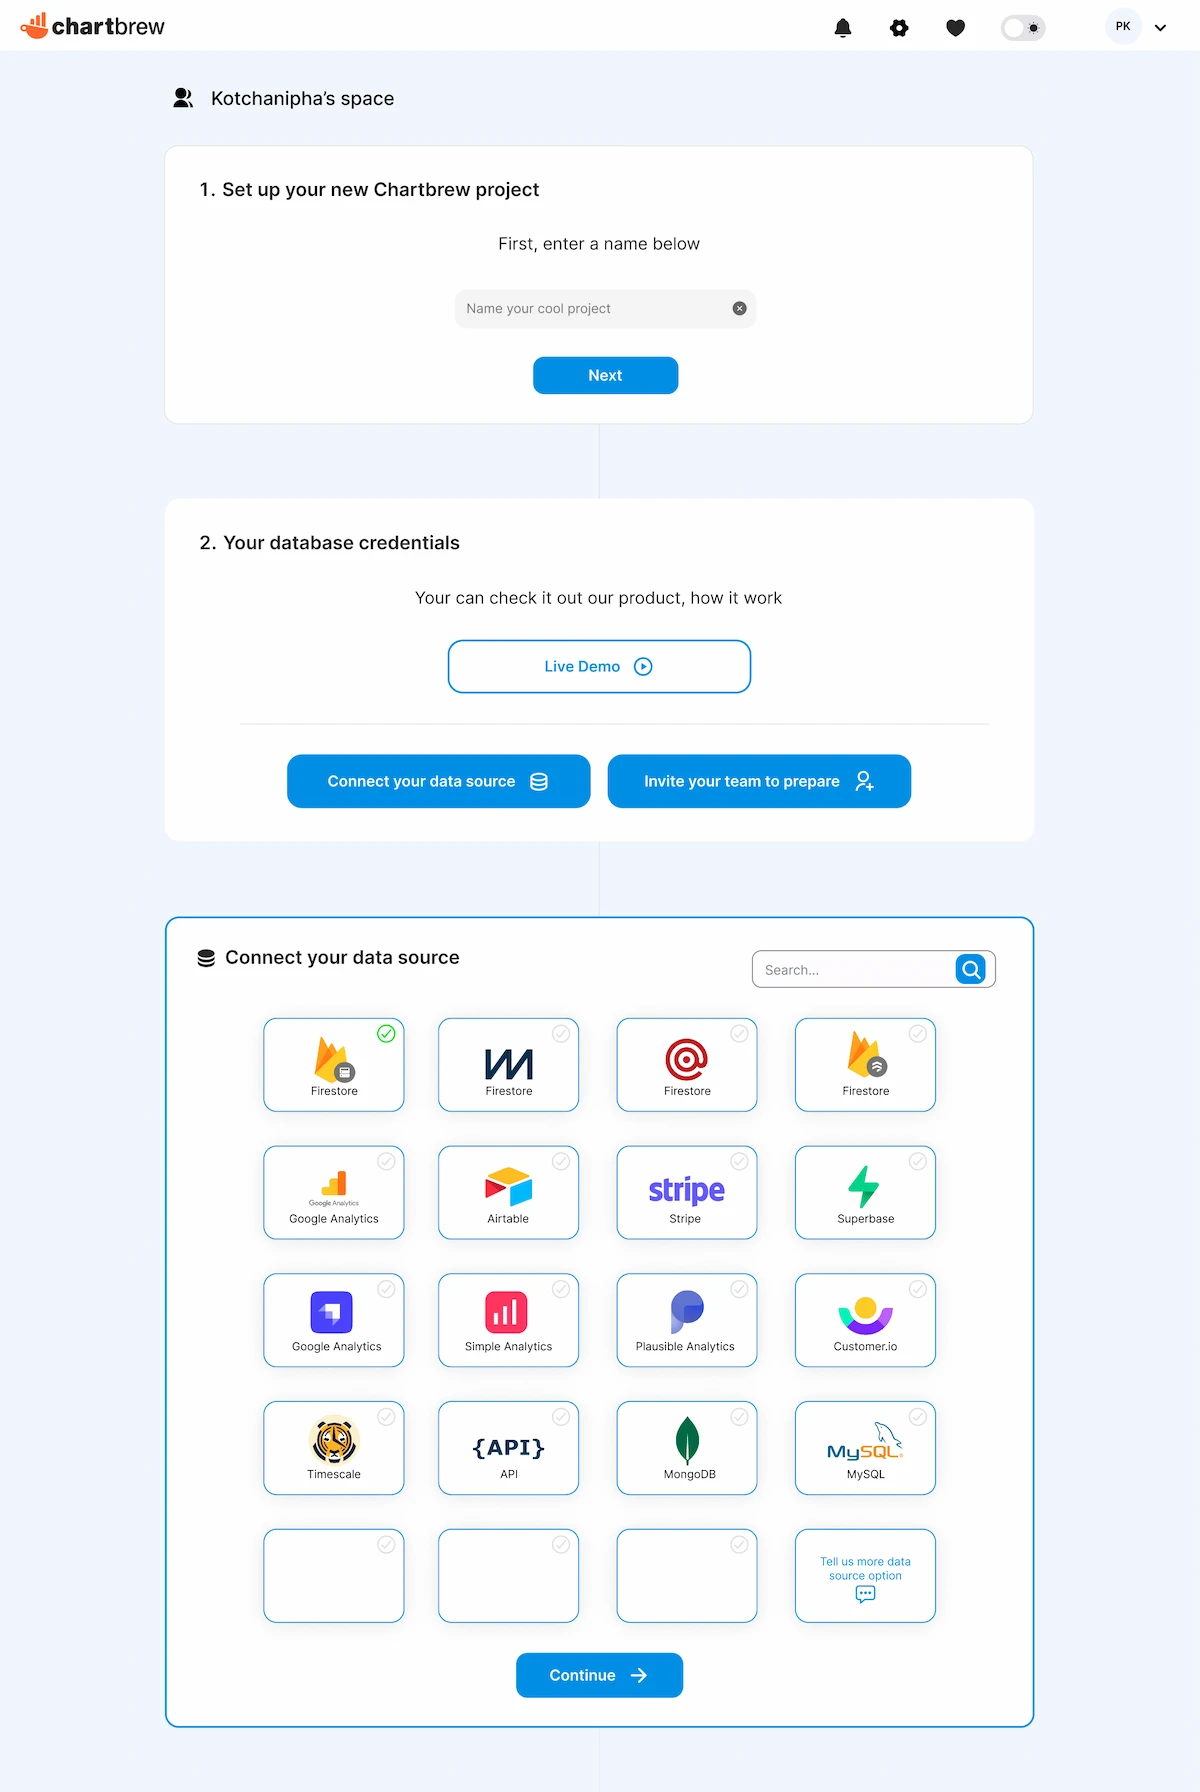 chartbrew
PK
Kotchanipha's space
1. Set up your new Chartbrew project
First, enter a name below
Name your cool project
Next
2. Your database credentials
Your can check it out our product, how it work
Live Demo
Connect your data source
Invite your team to prepare
Connect your data source
Search...
Firestore
Firestore
Firestore
Firestore
Google Analytics
Google Analytics
Airtable
stripe
Stripe
Superbase
Google Analytics
Simple Analytics
Plausible Analytics
Customer.io
Timescale
{API}
API
MongoDB
MySQL
MySQL
Tell us more data
source option
Continue